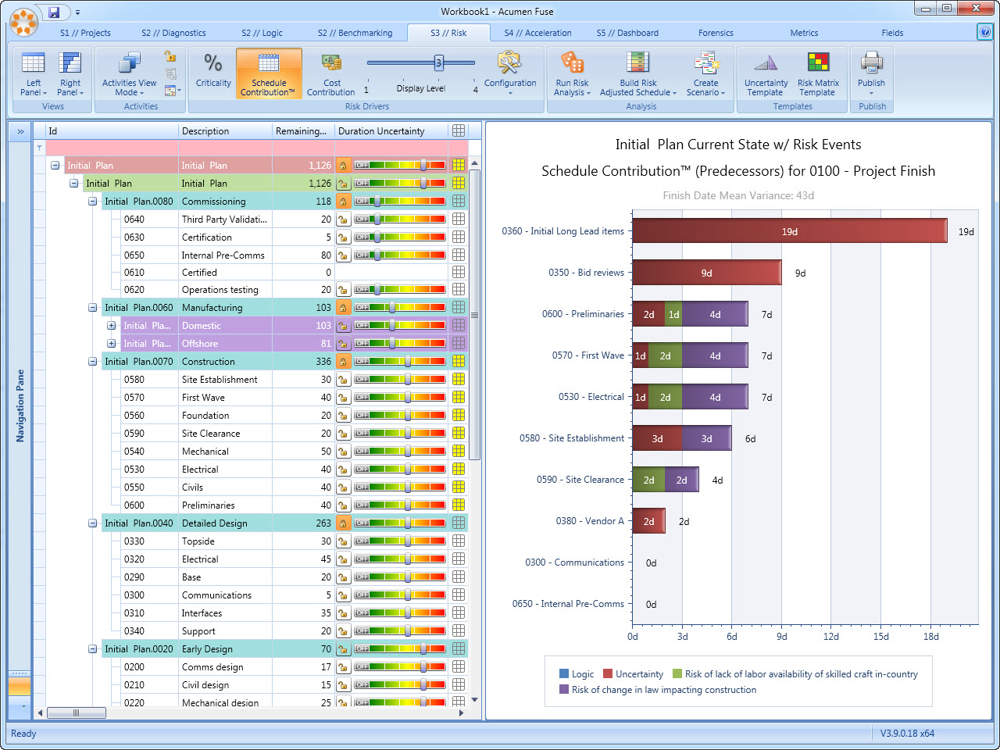 Workbook1 - Acumen Fuse
S1 // Projects S2 // Diagnostics S2 // Logic S2 // Benchmarking S3 // Risk S4 // Acceleration S5 // Dashboard Forensics Metrics Fields
Left Panel Right Panel Activities View Mode % Criticality Schedule Contribution™ Cost Contribution 1 3 4 Display Level Configuration Run Risk Analysis Build Risk Adjusted Schedule Create Scenario Uncertainty Template Risk Matrix Template Publish
Views Activities Risk Drivers Analysis Templates Publish
Navigation Pane
Id Description Remaining... Duration Uncertainty
Initial Plan Initial Plan 1,126 OFF
Initial Plan Initial Plan 1,126 OFF
Initial Plan.0080 Commissioning 118 OFF
0640 Third Party Validati... 20 OFF
0630 Certification 5 OFF
0650 Internal Pre-Comms 80 OFF
0610 Certified 0
0620 Operations testing 20 OFF
Initial Plan.0060 Manufacturing 103 OFF
Initial Pla... Domestic 103 OFF
Initial Pla... Offshore 81 OFF
Initial Plan.0070 Construction 336 OFF
0580 Site Establishment 30 OFF
0570 First Wave 40 OFF
0560 Foundation 20 OFF
0590 Site Clearance 20 OFF
0540 Mechanical 50 OFF
0530 Electrical 40 OFF
0550 Civils 40 OFF
0600 Preliminaries 40 OFF
Initial Plan.0040 Detailed Design 263 OFF
0330 Topside 30 OFF
0320 Electrical 45 OFF
0290 Base 20 OFF
0300 Communications 5 OFF
0310 Interfaces 35 OFF
0340 Support 20 OFF
Initial Plan.0020 Early Design 70 OFF
0200 Comms design 17 OFF
0210 Civil design 15 OFF
0220 Mechanical design 25 OFF
Initial Plan Current State w/ Risk Events
Schedule Contribution™ (Predecessors) for 0100 - Project Finish
Finish Date Mean Variance: 43d
0360 - Initial Long Lead items 19d 19d
0350 - Bid reviews 9d 9d
0600 - Preliminaries 2d 1d 4d 7d
0570 - First Wave 1d 2d 4d 7d
0530 - Electrical 1d 2d 4d 7d
0580 - Site Establishment 3d 3d 6d
0590 - Site Clearance 2d 2d 4d
0380 - Vendor A 2d 2d
0300 - Communications 0d
0650 - Internal Pre-Comms 0d
0d 3d 6d 9d 12d 15d 18d
Logic Uncertainty Risk of lack of labor availability of skilled craft in-country
Risk of change in law impacting construction
Ready V3.9.0.18 x64